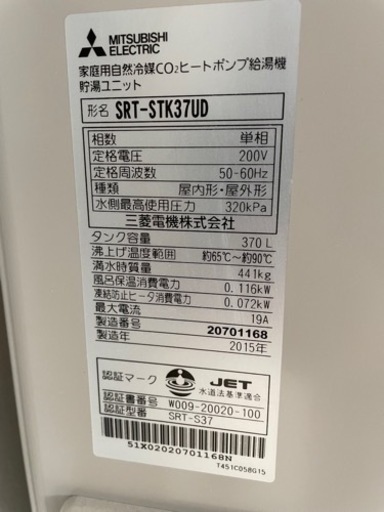 MITSUBISHI
ELECTRIC
家庭用自然冷媒CO₂ヒートポンプ給湯機
貯湯ユニット
形名 SRT-STK37UD
相数 単相
定格電圧 200V
定格周波数 50-60Hz
種類 屋内形・屋外形
水側最高使用圧力 320kPa
三菱電機株式会社
タンク容量 370L
沸上げ温度範囲 約65℃～約90℃
満水時質量 441kg
風呂保温消費電力 0.116kW
凍結防止ヒータ消費電力 0.072kW
最大電流 19A
製造番号 20701168
製造年 2015年
認証マーク JET
水道法基準適合
認証書番号 W009-20020-100
認証型番 SRT-S37
51X02020701168N
T451C058G15